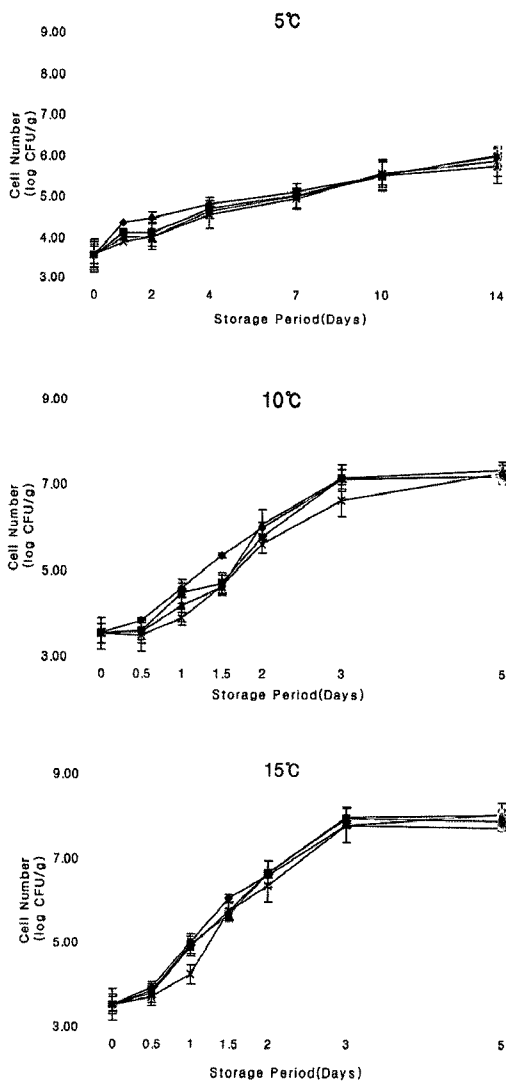 5℃
9.00
8.00
7.00
6.00
5.00
4.00
3.00
Cell Number
(log CFU/g)
0 2 4 7 10 14
Storage Period(Days)
10℃
9.00
7.00
5.00
3.00
Cell Number
(log CFU/g)
0 0.5 1 1.5 2 3 5
Storage Period(Days)
15℃
9.00
7.00
5.00
3.00
Cell Number
(log CFU/g)
0 0.5 1 1.5 2 3 5
Storage Period(Days)